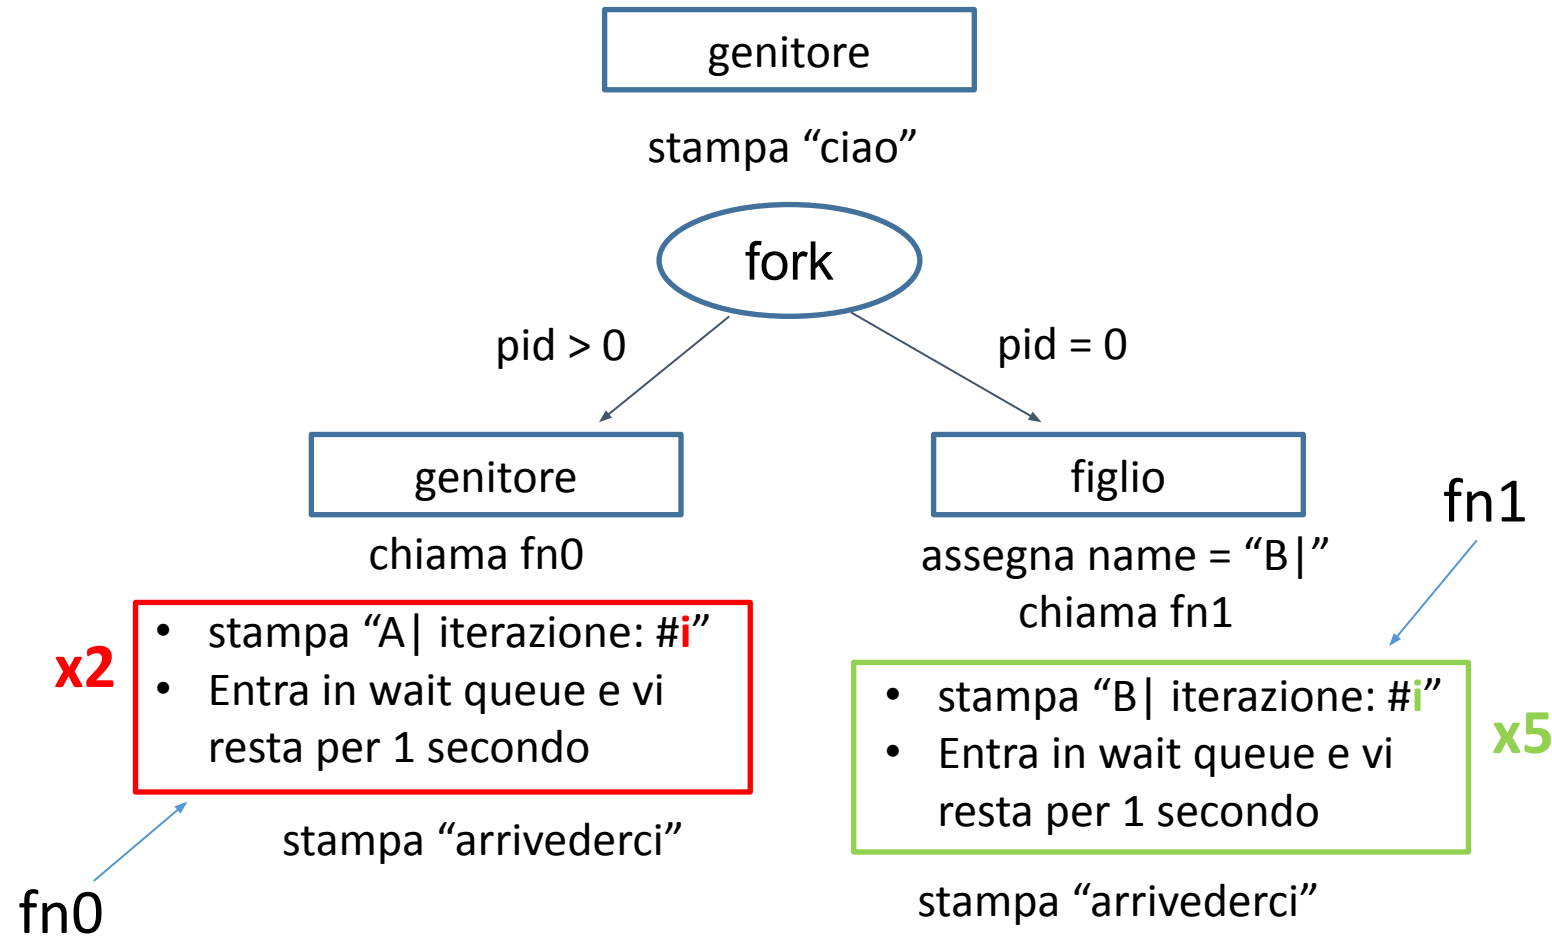 genitore
stampa “ciao”
fork
pid > 0
pid = 0
genitore
figlio
fn1
chiama fn0
assegna name = “B|”
chiama fn1
x2
• stampa “A| iterazione: #i”
• Entra in wait queue e vi
resta per 1 secondo
• stampa “B| iterazione: #i”
• Entra in wait queue e vi
resta per 1 secondo
x5
stampa “arrivederci”
fn0
stampa “arrivederci”